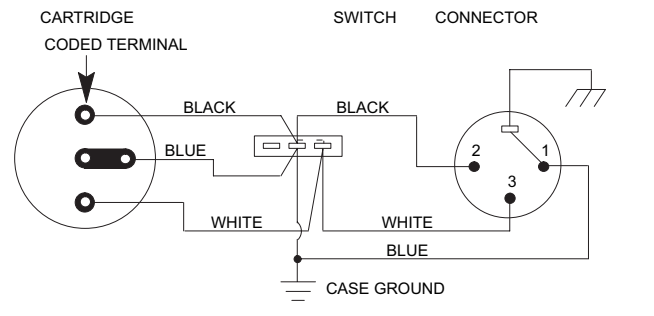 CARTRIDGE SWITCH CONNECTOR
CODED TERMINAL
BLACK BLACK
BLUE 2 1
3
WHITE WHITE
BLUE
CASE GROUND